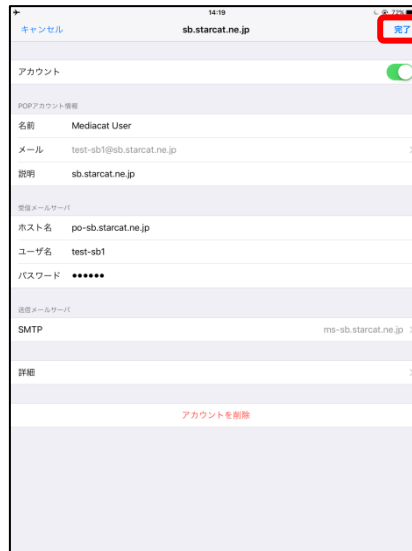 14:19 72%
キャンセル sb.starcat.ne.jp 完了
アカウント
POPアカウント情報
名前 Mediacat User
メール test-sb1@sb.starcat.ne.jp
説明 sb.starcat.ne.jp
受信メールサーバ
ホスト名 po-sb.starcat.ne.jp
ユーザ名 test-sb1
パスワード ●●●●●●
送信メールサーバ
SMTP ms-sb.starcat.ne.jp
詳細
アカウントを削除